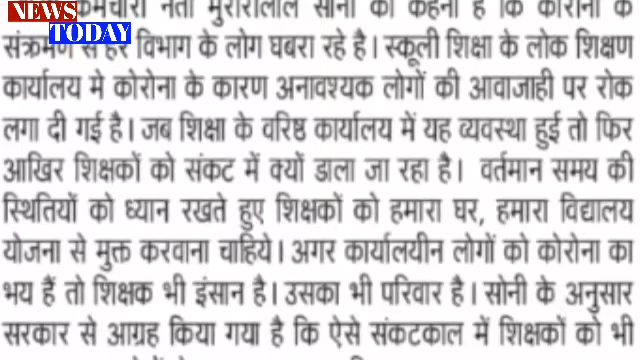 NEWS
TODAY
नेता मुरारीलाल सोनी का कहना है कि कोरोना के
संक्रमण से हर विभाग के लोग घबरा रहे है। स्कूली शिक्षा के लोक शिक्षण
कार्यालय मे कोरोना के कारण अनावश्यक लोगों की आवाजाही पर रोक
लगा दी गई है। जब शिक्षा के वरिष्ठ कार्यालय में यह व्यवस्था हुई तो फिर
आखिर शिक्षकों को संकट में क्यों डाला जा रहा है। वर्तमान समय की
स्थितियों को ध्यान रखते हुए शिक्षकों को हमारा घर, हमारा विद्यालय
योजना से मुक्त करवाना चाहिये। अगर कार्यालयीन लोगों को कोरोना का
भय हैं तो शिक्षक भी इंसान है। उसका भी परिवार है। सोनी के अनुसार
सरकार से आग्रह किया गया है कि ऐसे संकटकाल में शिक्षकों को भी